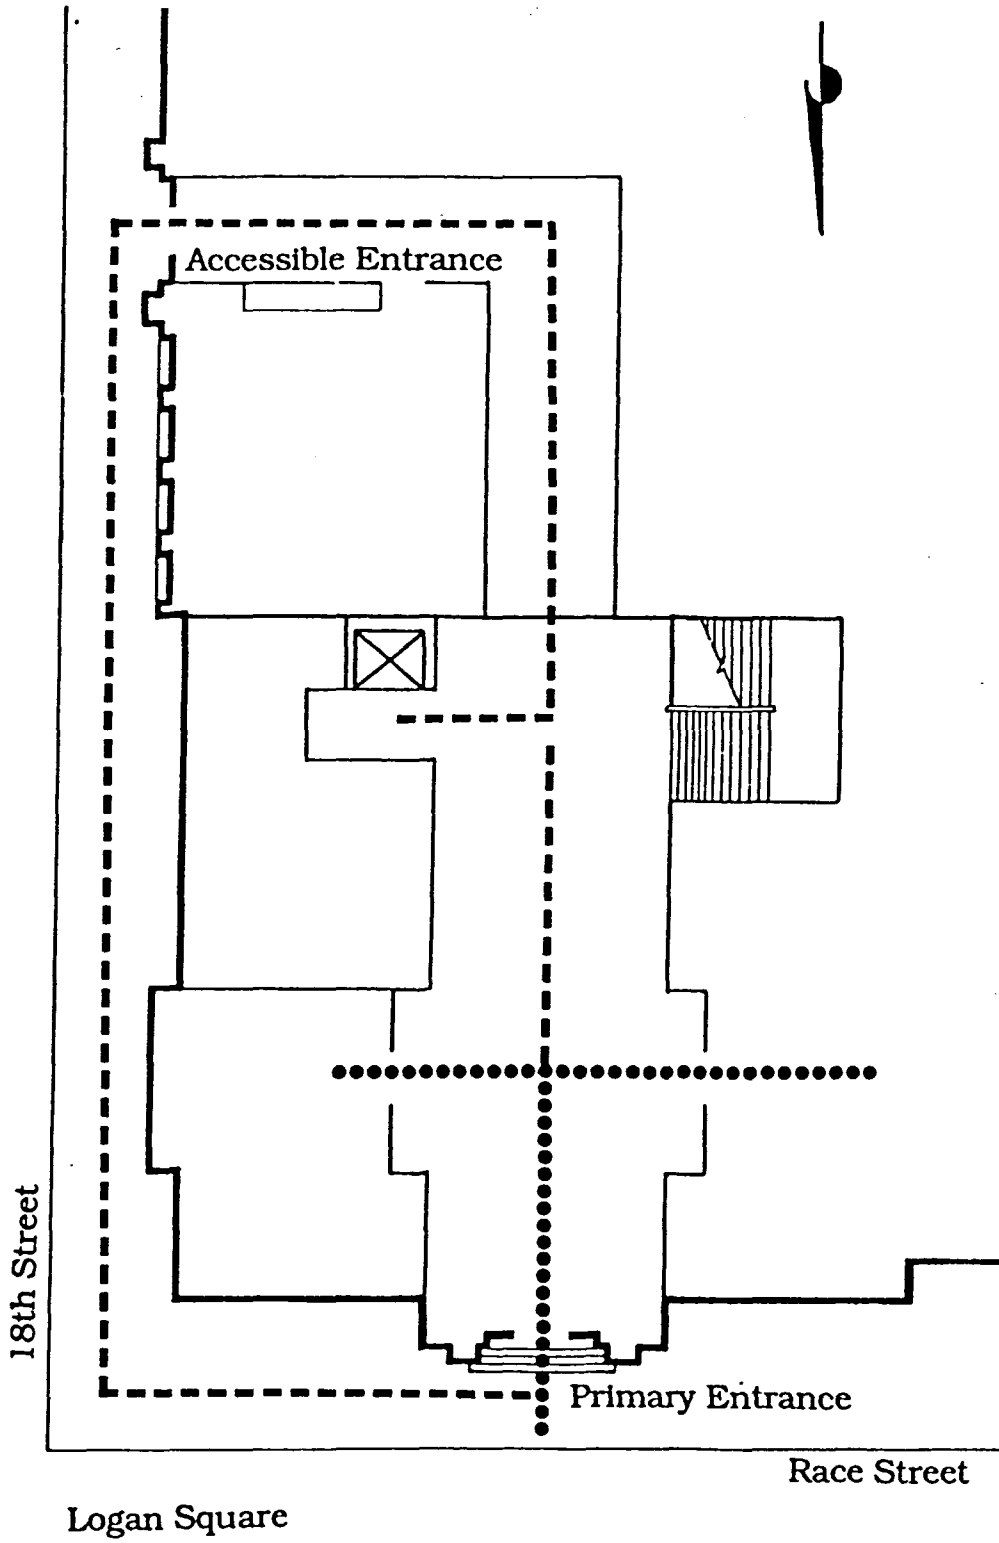 Accessible Entrance
18th Street
Primary Entrance
Race Street
Logan Square